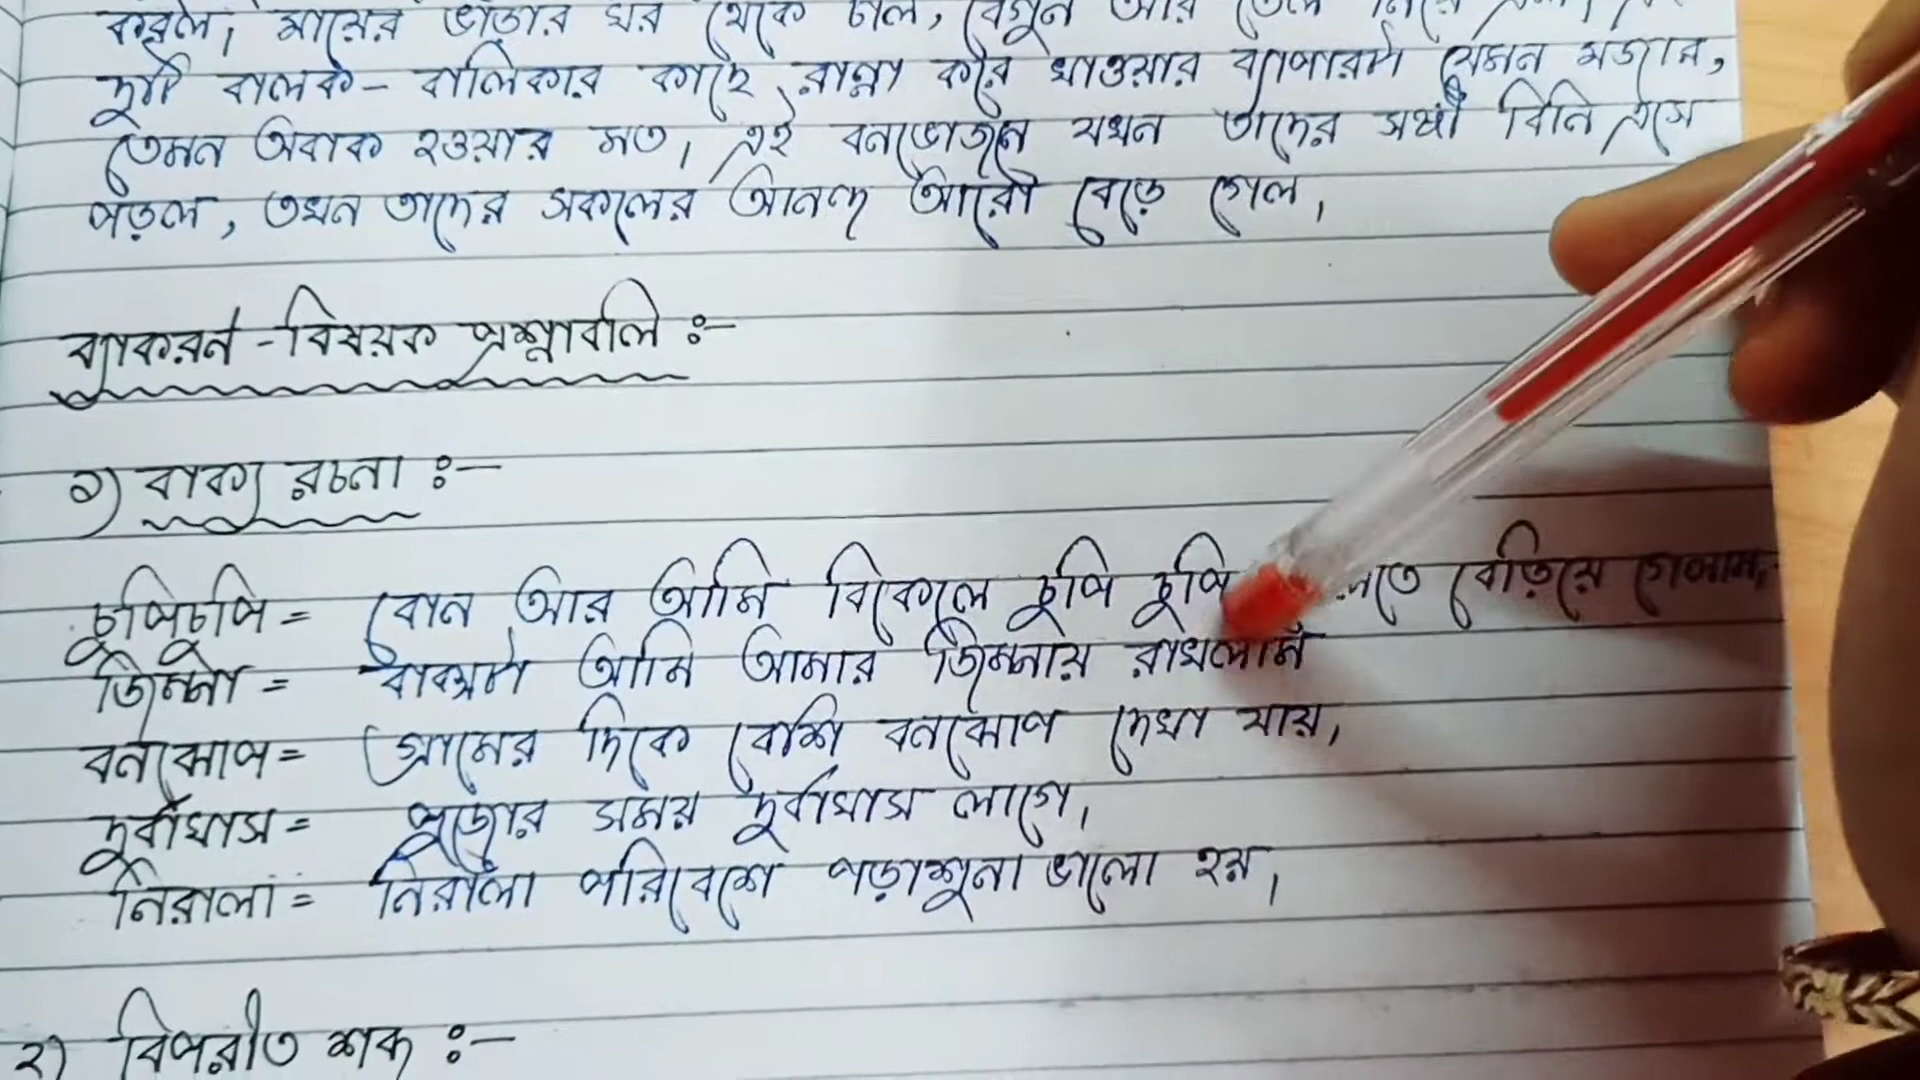 করলে। মায়ের ভাঁড়ার ঘর থেকে চাল, বেগুন আর তেল নিয়ে
দুটি বালক- বালিকার কাছে রান্না করে খাওয়ার ব্যাপারটা যেমন মজার,
তেমন অবাক হওয়ার মত। এই বনভোজনে যখন তাদের সঙ্গী বিনি এসে
পড়ল, তখন তাদের সকলের আনন্দ আরো বেড়ে গেল।
ব্যাকরন -বিষয়ক প্রশ্নাবলি :-
১) বাক্য রচনা :-
চুপিচুপি = বোন আর আমি বিকেলে চুপি চুপি বেড়িয়ে গেলাম।
জিম্মা = বাক্সটা আমি আমার জিম্মায় রাখলাম
বনঝোপ = গ্রামের দিকে বেশি বনঝোপ দেখা যায়।
দুর্বাঘাস = পুজোর সময় দুর্বাঘাস লাগে।
নিরালা = নিরালা পরিবেশে পড়াশুনা ভালো হয়।
২) বিপরীত শব্দ :-